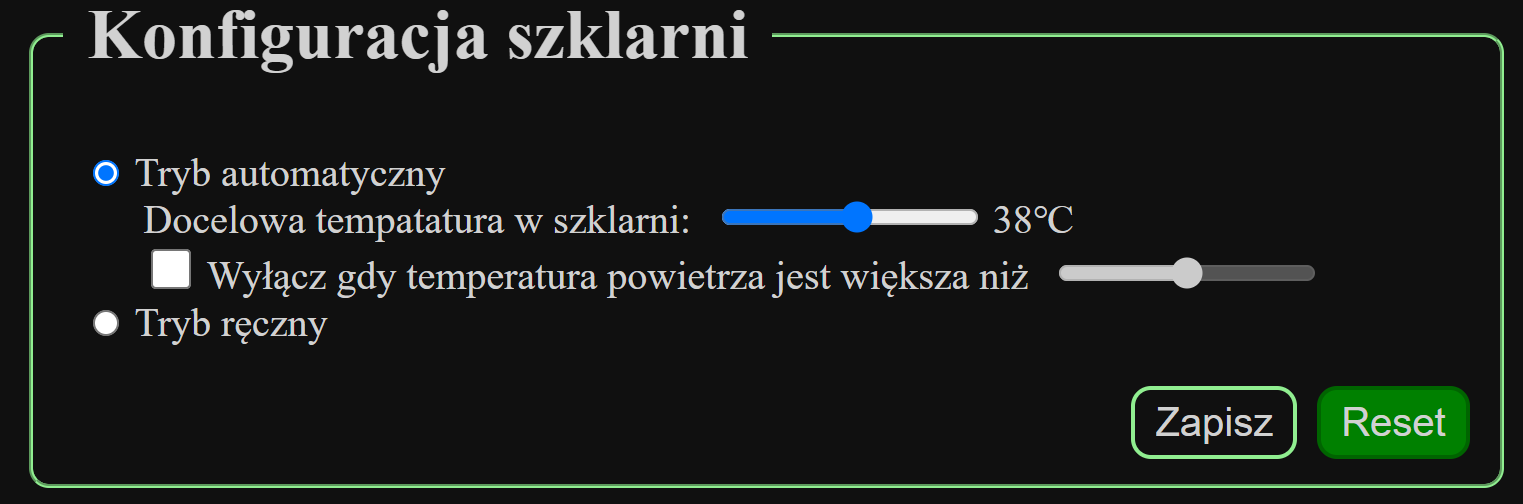 Konfiguracja szklarni
Tryb automatyczny
Docelowa tempatatura w szklarni: 38°C
Wyłącz gdy temperatura powietrza jest większa niż
Tryb ręczny
Zapisz Reset